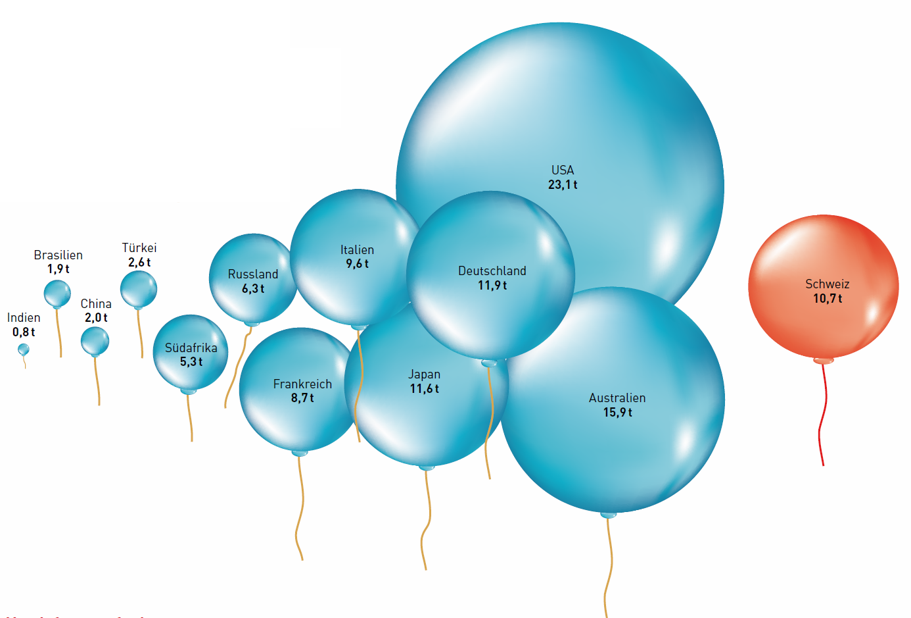 USA
23,1 t
Italien
9,6 t
Türkei
2,6 t
Brasilien
1,9 t
Russland
6,3 t
Deutschland
11,9 t
Schweiz
10,7 t
China
2,0 t
Indien
0,8 t
Südafrika
5,3 t
Frankreich
8,7 t
Japan
11,6 t
Australien
15,9 t